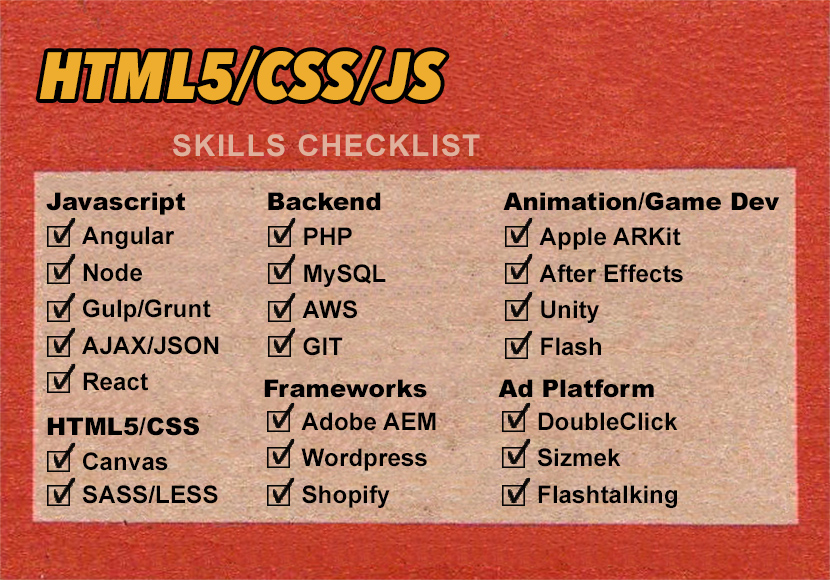 HTML5/CSS/JS
SKILLS CHECKLIST
Javascript
Angular
Node
Gulp/Grunt
AJAX/JSON
React
HTML5/CSS
Canvas
SASS/LESS
Backend
PHP
MySQL
AWS
GIT
Frameworks
Adobe AEM
Wordpress
Shopify
Animation/Game Dev
Apple ARKit
After Effects
Unity
Flash
Ad Platform
DoubleClick
Sizmek
Flashtalking